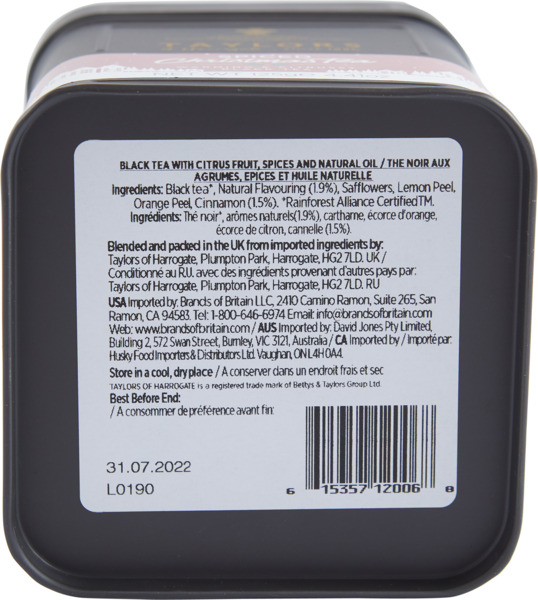 TAYLORS
Christmas tea
BLACK TEA WITH CITRUS FRUIT, SPICES AND NATURAL OIL / THE NOIR AUX
AGRUMES, EPICES ET HUILE NATURELLE
Ingredients: Black tea*, Natural Flavouring (1.9%), Safflowers, Lemon Peel,
Orange Peel, Cinnamon (1.5%). *Rainforest Alliance Certified TM.
Ingrédients: Thé noir*, arômes naturels(1.9%), carthame, écorce d'orange,
écorce de citron, cannelle (1.5%).
Blended and packed in the UK from imported ingredients by:
Taylors of Harrogate, Plumpton Park, Harrogate, HG2 7LD. UK /
Conditionné au R.U. avec des ingrédients provenant d'autres pays par:
Taylors of Harrogate, Plumpton Park, Harrogate, HG2 7LD. RU
USA Imported by: Brands of Britain LLC, 2410 Camino Ramon, Suite 265, San
Ramon, CA 94583. Tel: 1-800-646-6974 Email: info@brandsofbritain.com
Web: www.brandsofbritain.com / AUS Imported by: David Jones Pty Limited,
Building 2, 572 Swan Street, Burnley, VIC 3121, Australia / CA Imported by / Importé par:
Husky Food Importers & Distributors Ltd. Vaughan, ON L4H 0A4.
Store in a cool, dry place / A conserver dans un endroit frais et sec
TAYLORS OF HARROGATE is a registered trade mark of Bettys & Taylors Group Ltd.
Best Before End:
/ A consommer de préférence avant fin:
31.07.2022
L0190
6 15357 12006 8